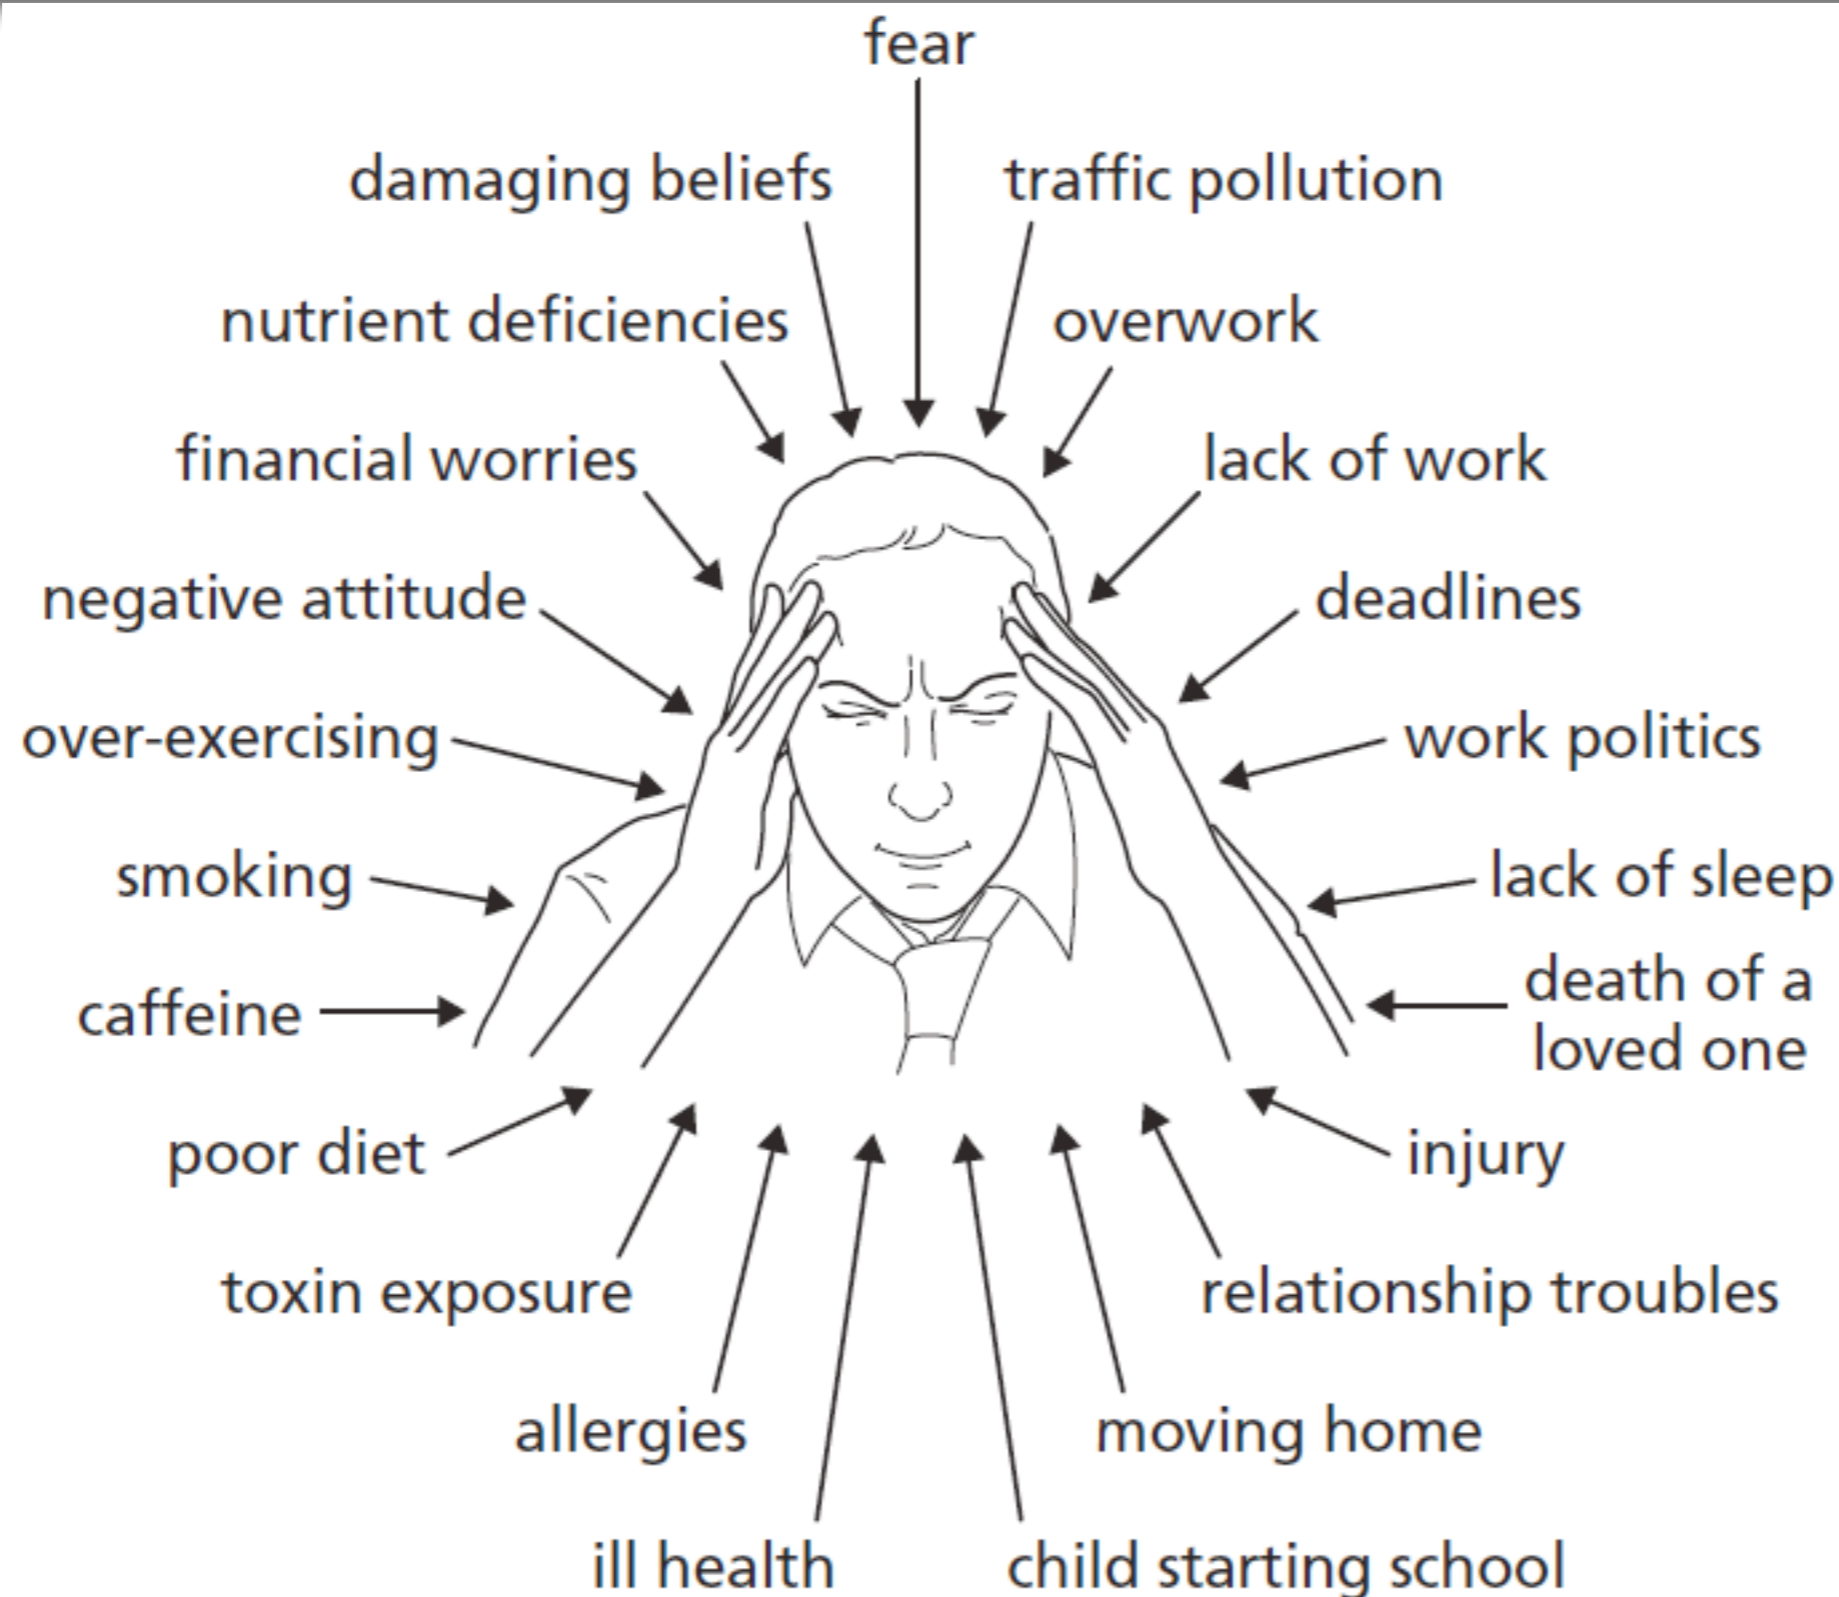 fear
damaging beliefs
traffic pollution
nutrient deficiencies
overwork
financial worries
lack of work
negative attitude
deadlines
over-exercising
work politics
smoking
lack of sleep
caffeine
death of a
loved one
poor diet
injury
toxin exposure
relationship troubles
allergies
moving home
ill health
child starting school